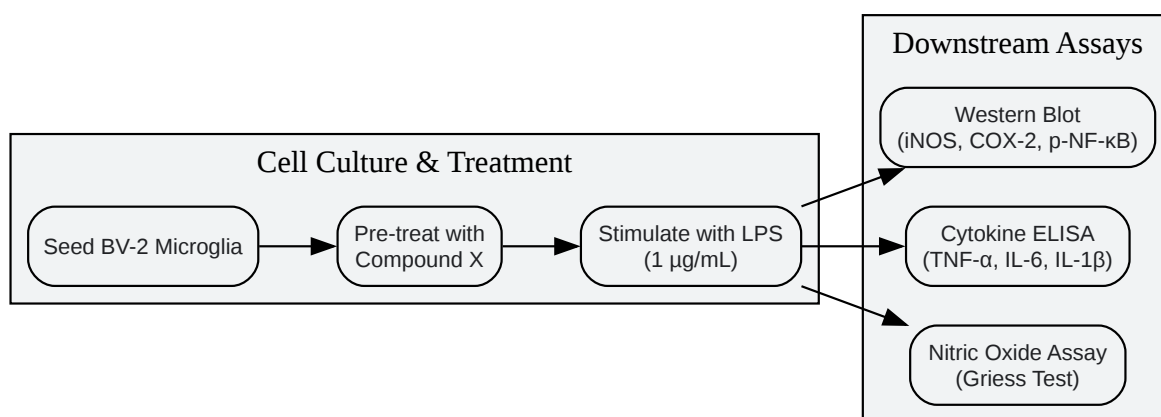 Cell Culture & Treatment
Seed BV-2 Microglia
Pre-treat with
Compound X
Stimulate with LPS
(1 µg/mL)
Downstream Assays
Western Blot
(iNOS, COX-2, p-NF-κB)
Cytokine ELISA
(TNF-α, IL-6, IL-1β)
Nitric Oxide Assay
(Griess Test)